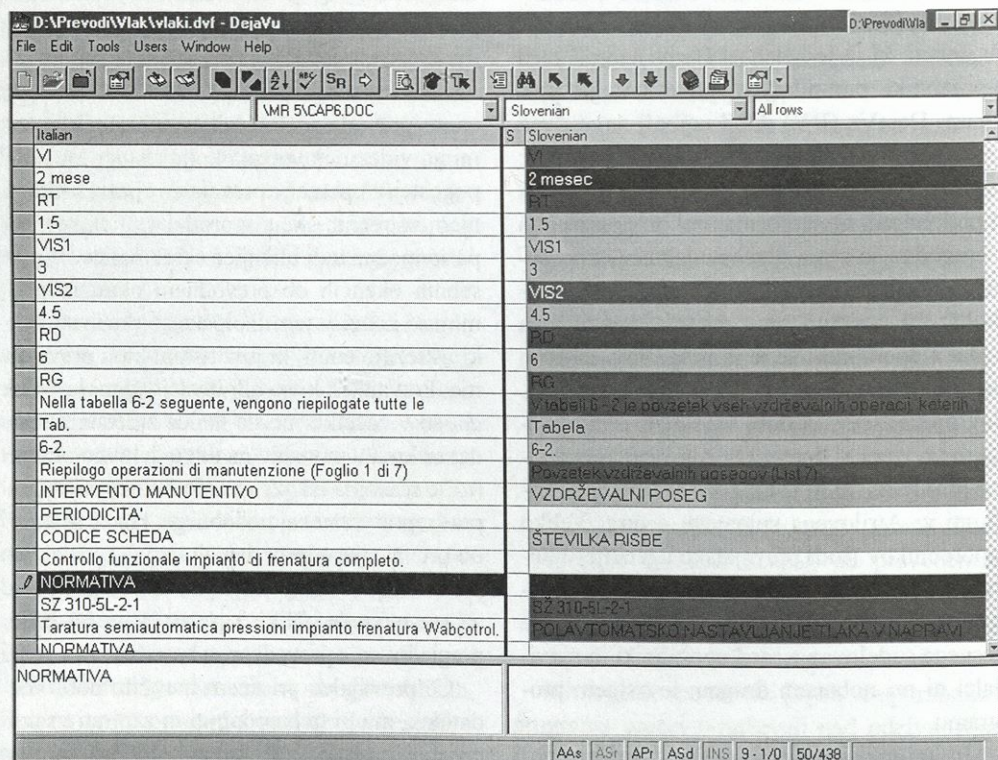 D:\Prevodi\Vlak\vlaki.dvf - DejaVu D:\Prevodi\Vla
File Edit Tools Users Window Help
\MR 5\CAP6.DOC Slovenian All rows
Italian S Slovenian
VI VI
2 mese 2 mesec
RT RT
1.5 1.5
VIS1 VIS1
3 3
VIS2 VIS2
4.5 4.5
RD RD
6 6
RG RG
Nella tabella 6-2 seguente, vengono riepilogate tutte le V tabeli 6 - 2 je povzetek vseh vzdrževalnih operacij, katerih
Tab. Tabela
6-2. 6-2.
Riepilogo operazioni di manutenzione (Foglio 1 di 7) Povzetek vzdrževalnih posegov (List 7)
INTERVENTO MANUTENTIVO VZDRŽEVALNI POSEG
PERIODICITA'
CODICE SCHEDA ŠTEVILKA RISBE
Controllo funzionale impianto di frenatura completo.
NORMATIVA
SZ 310-5L-2-1 SŽ 310-5L-2-1
Taratura semiautomatica pressioni impianto frenatura Wabcotrol. POLAVTOMATSKO NASTAVLJANJE TLAKA V NAPRAVI
NORMATIVA
NORMATIVA
AAs ASr APr ASd INS 9 - 1/0 50/438